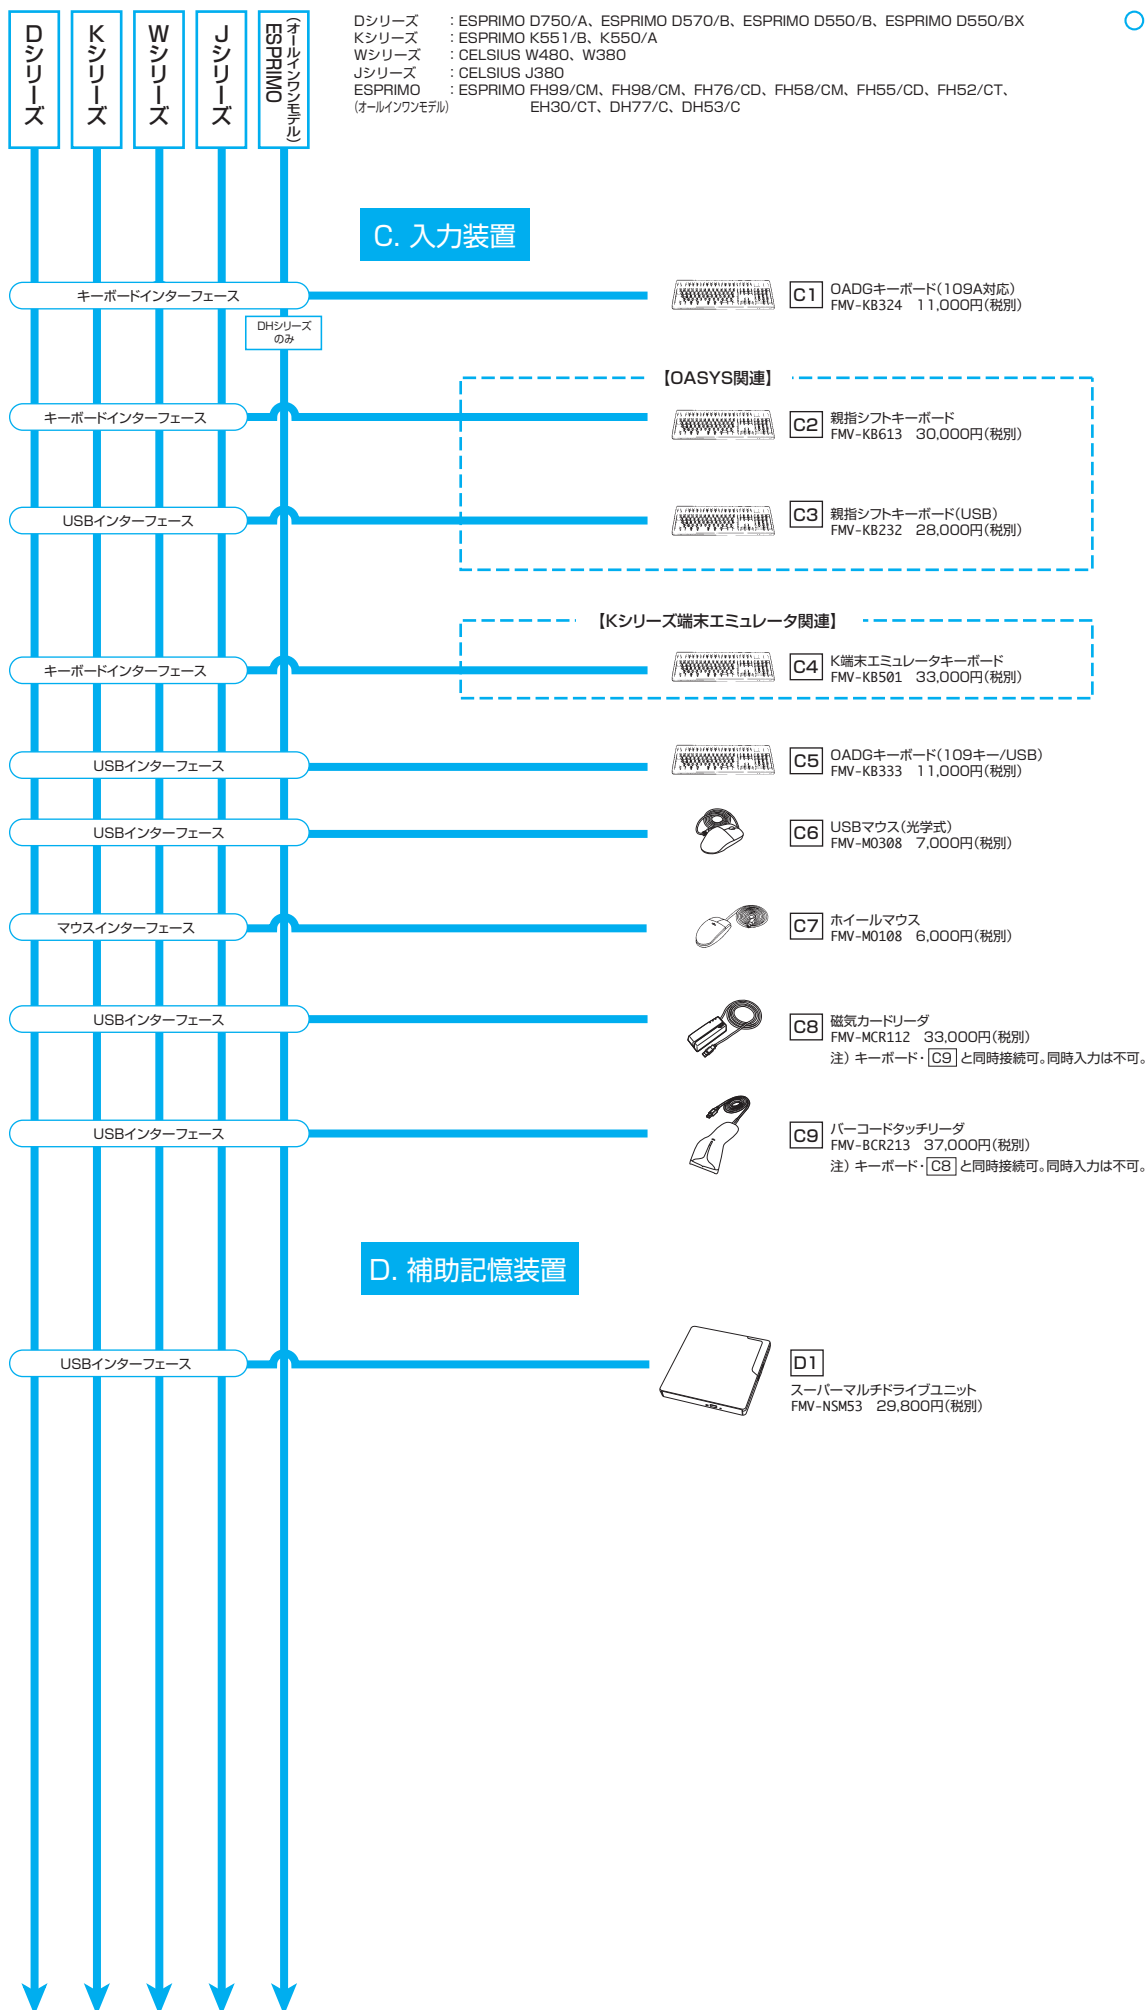 Dシリーズ
Kシリーズ
Wシリーズ
Jシリーズ
ESPRIMO
(オールインワンモデル)
Dシリーズ : ESPRIMO D750/A、ESPRIMO D570/B、ESPRIMO D550/B、ESPRIMO D550/BX
Kシリーズ : ESPRIMO K551/B、K550/A
Wシリーズ : CELSIUS W480、W380
Jシリーズ : CELSIUS J380
ESPRIMO : ESPRIMO FH99/CM、FH98/CM、FH76/CD、FH58/CM、FH55/CD、FH52/CT、
(オールインワンモデル) EH30/CT、DH77/C、DH53/C
C. 入力装置
キーボードインターフェース
DHシリーズ
のみ
C1 OADGキーボード(109A対応)
FMV-KB324 11,000円(税別)
【OASYS関連】
キーボードインターフェース
C2 親指シフトキーボード
FMV-KB613 30,000円(税別)
USBインターフェース
C3 親指シフトキーボード(USB)
FMV-KB232 28,000円(税別)
【Kシリーズ端末エミュレータ関連】
キーボードインターフェース
C4 K端末エミュレータキーボード
FMV-KB501 33,000円(税別)
USBインターフェース
C5 OADGキーボード(109キー/USB)
FMV-KB333 11,000円(税別)
USBインターフェース
C6 USBマウス(光学式)
FMV-MO308 7,000円(税別)
マウスインターフェース
C7 ホイールマウス
FMV-MO108 6,000円(税別)
USBインターフェース
C8 磁気カードリーダ
FMV-MCR112 33,000円(税別)
注) キーボード・C9と同時接続可。同時入力は不可。
USBインターフェース
C9 バーコードタッチリーダ
FMV-BCR213 37,000円(税別)
注) キーボード・C8と同時接続可。同時入力は不可。
D. 補助記憶装置
USBインターフェース
D1
スーパーマルチドライブユニット
FMV-NSM53 29,800円(税別)